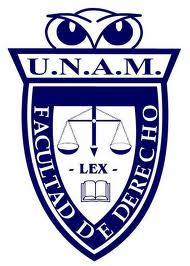 U.N.A.M.
FACULTAD DE DERECHO
- LEX -